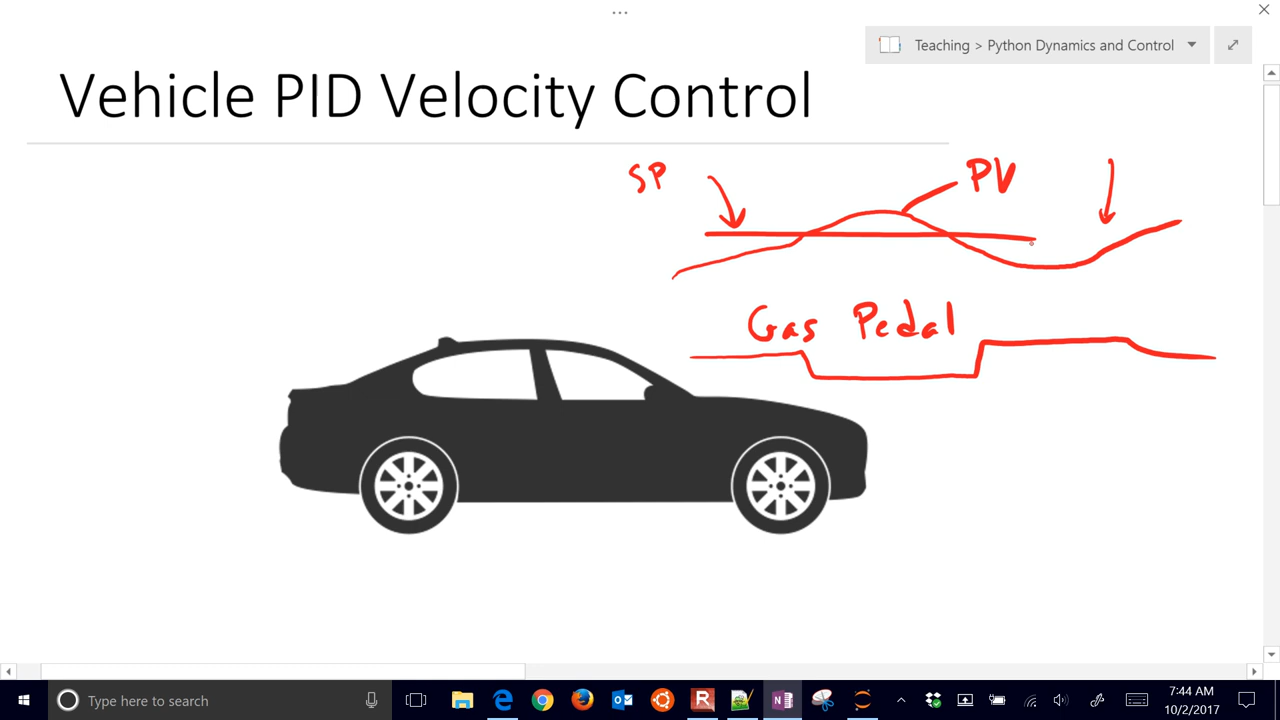 Teaching > Python Dynamics and Control
Vehicle PID Velocity Control
SP
PV
Gas Pedal
Type here to search
7:44 AM
10/2/2017